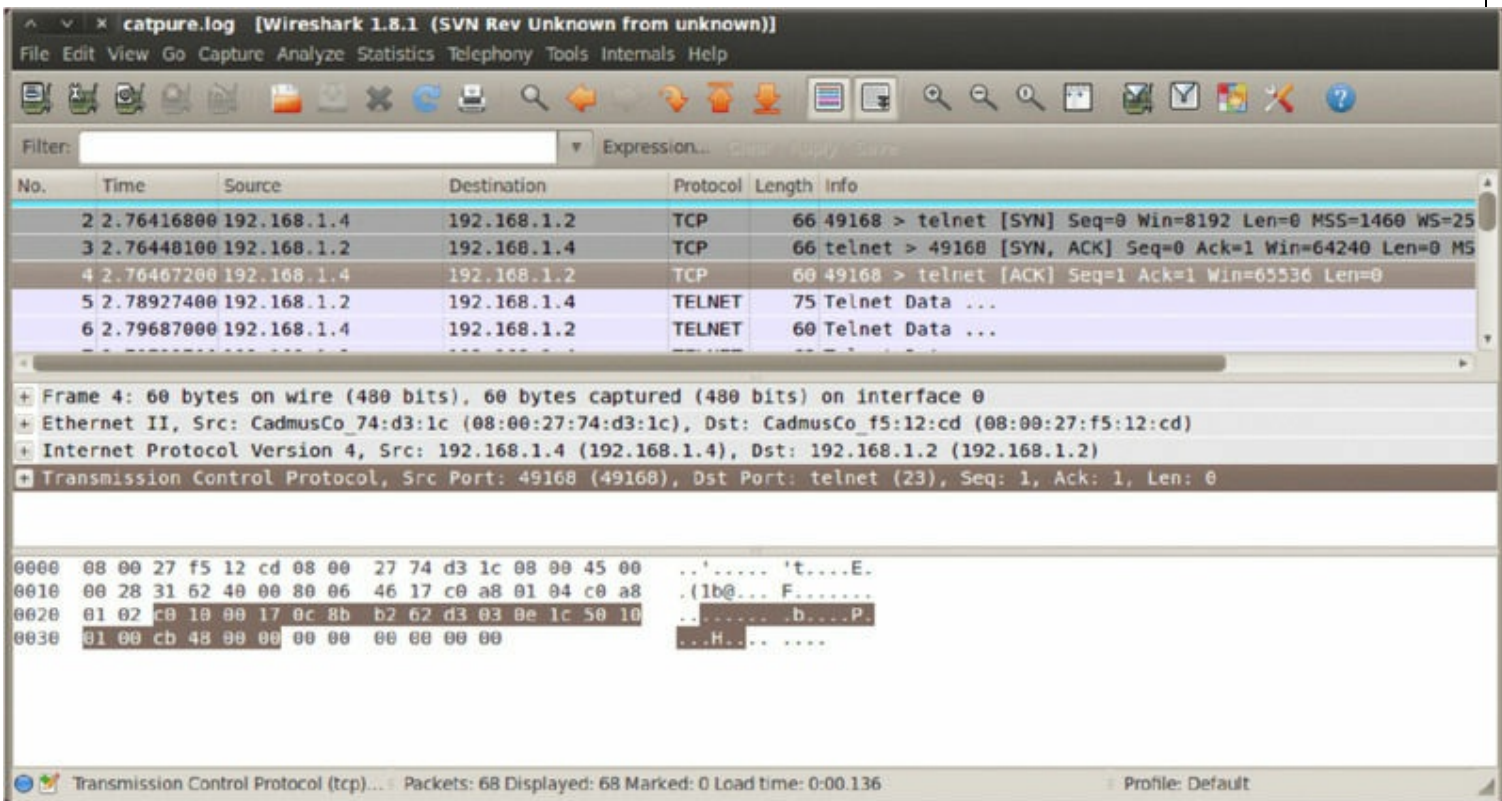 catpure.log [Wireshark 1.8.1 (SVN Rev Unknown from unknown)]
File Edit View Go Capture Analyze Statistics Telephony Tools Internals Help
Filter: Expression... Clear Apply Save
No. Time Source Destination Protocol Length Info
2 2.76416800 192.168.1.4 192.168.1.2 TCP 66 49168 > telnet [SYN] Seq=0 Win=8192 Len=0 MSS=1460 WS=25
3 2.76448100 192.168.1.2 192.168.1.4 TCP 66 telnet > 49168 [SYN, ACK] Seq=0 Ack=1 Win=64240 Len=0 MS
4 2.76467200 192.168.1.4 192.168.1.2 TCP 60 49168 > telnet [ACK] Seq=1 Ack=1 Win=65536 Len=0
5 2.78927400 192.168.1.2 192.168.1.4 TELNET 75 Telnet Data ...
6 2.79687000 192.168.1.4 192.168.1.2 TELNET 60 Telnet Data ...
Frame 4: 60 bytes on wire (480 bits), 60 bytes captured (480 bits) on interface 0
Ethernet II, Src: CadmusCo_74:d3:1c (08:00:27:74:d3:1c), Dst: CadmusCo_f5:12:cd (08:00:27:f5:12:cd)
Internet Protocol Version 4, Src: 192.168.1.4 (192.168.1.4), Dst: 192.168.1.2 (192.168.1.2)
Transmission Control Protocol, Src Port: 49168 (49168), Dst Port: telnet (23), Seq: 1, Ack: 1, Len: 0
0000 08 00 27 f5 12 cd 08 00 27 74 d3 1c 08 00 45 00 ..'..... 't....E.
0010 00 28 31 62 40 00 80 06 46 17 c0 a8 01 04 c0 a8 .(1b@... F.......
0020 01 02 c0 10 00 17 0c 8b b2 62 d3 03 0e 1c 50 10 ........ .b....P.
0030 01 00 cb 48 00 00 00 00 00 00 00 00 ...H.... ....
Transmission Control Protocol (tcp)... Packets: 68 Displayed: 68 Marked: 0 Load time: 0:00.136 Profile: Default